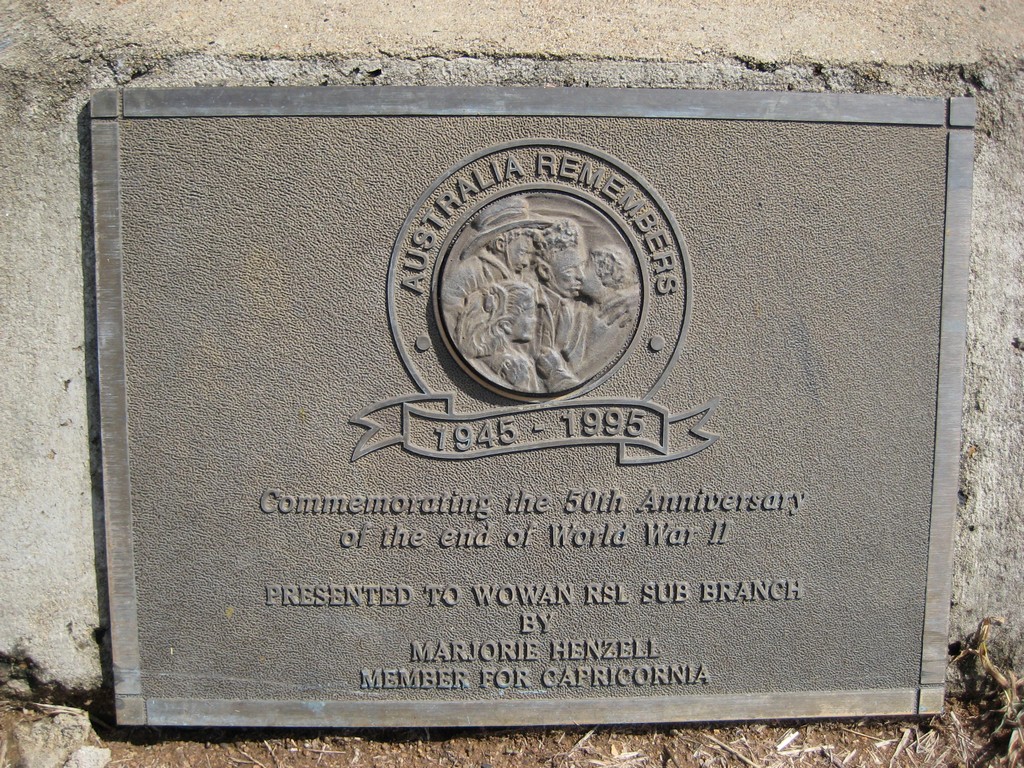 AUSTRALIA REMEMBERS
1945 - 1995
Commemorating the 50th Anniversary
of the end of World War II
PRESENTED TO WOWAN RSL SUB BRANCH
BY
MARJORIE HENZELL
MEMBER FOR CAPRICORNIA